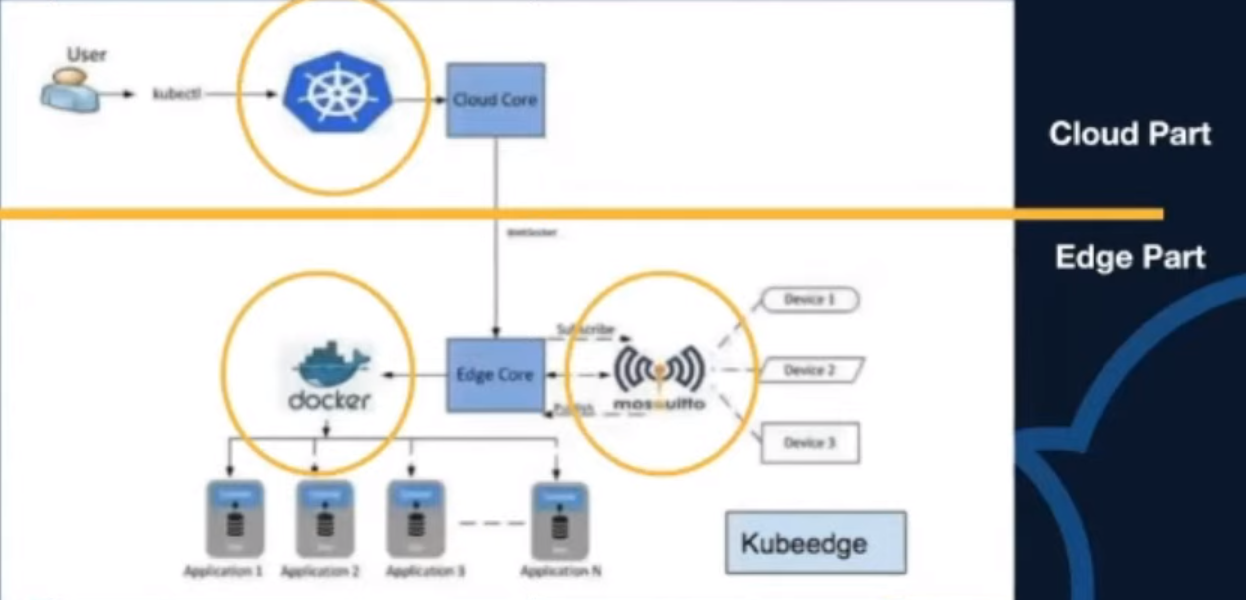 User
kubectl
Cloud Core
Cloud Part
WebSocket
Edge Part
Subscribe
Device 1
Edge Core
Device 2
docker
Publish
mosquitto
Device 3
Kubeedge
Application 1
Application 2
Application 3
Application N